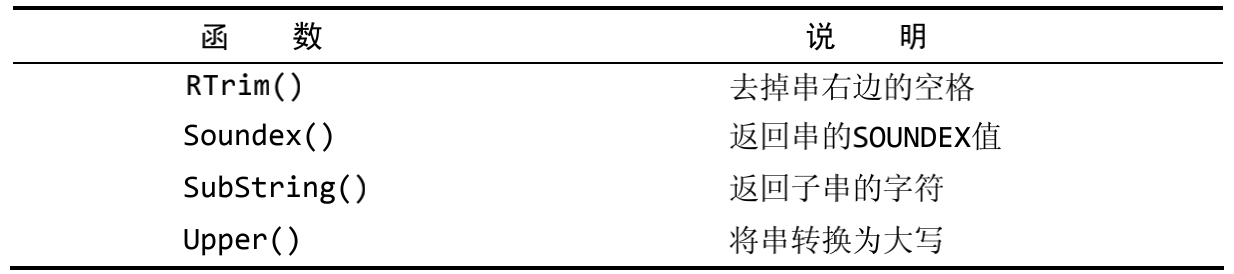 函 数 说 明
RTrim() 去掉串右边的空格
Soundex() 返回串的SOUNDEX值
SubString() 返回子串的字符
Upper() 将串转换为大写